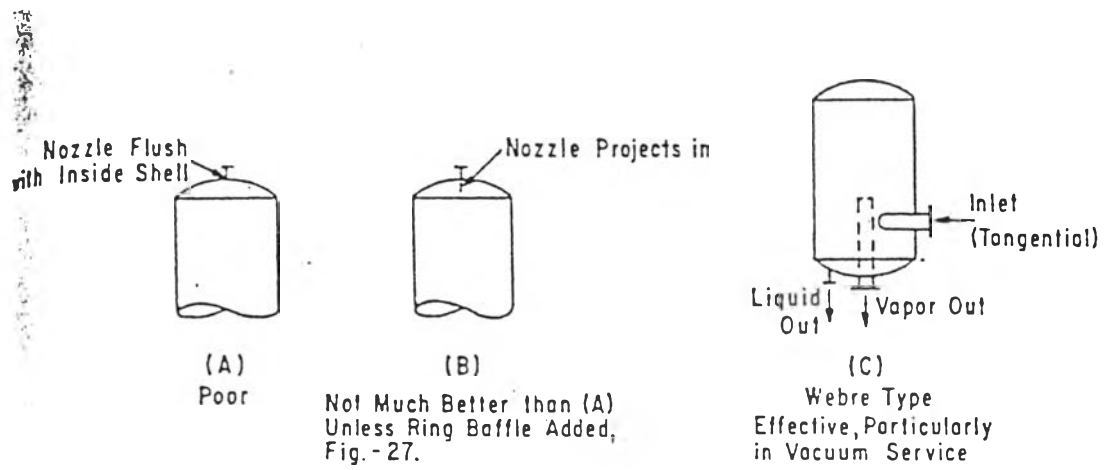 Nozzle Flush
with Inside Shell
(A)
Poor
Nozzle Projects in
(B)
Not Much Better than (A)
Unless Ring Baffle Added,
Fig.-27.
Inlet
(Tangential)
Liquid
Out
Vapor Out
(C)
Webre Type
Effective, Particularly
in Vacuum Service